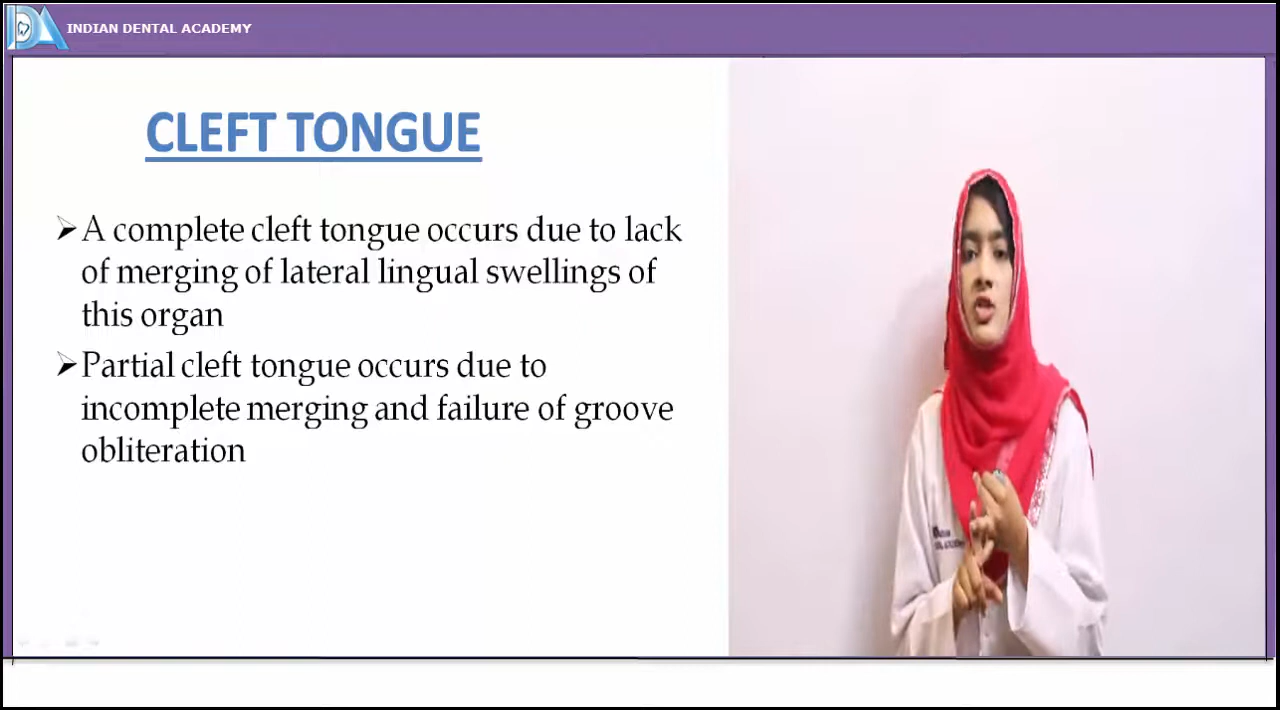 INDIAN DENTAL ACADEMY
CLEFT TONGUE
➢A complete cleft tongue occurs due to lack
of merging of lateral lingual swellings of
this organ
➢Partial cleft tongue occurs due to
incomplete merging and failure of groove
obliteration